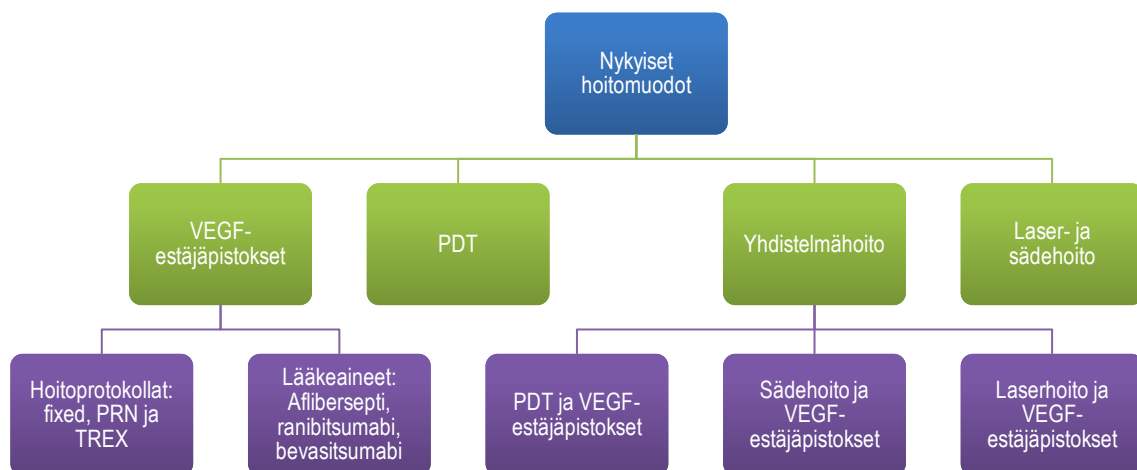 Nykyiset
hoitomuodot
VEGF-
estäjäpistokset
PDT
Yhdistelmähoito
Laser- ja
sädehoito
Hoitoprotokollat:
fixed, PRN ja
TREX
Lääkeaineet:
Aflibersepti,
ranibitsumabi,
bevasitsumabi
PDT ja VEGF-
estäjäpistokset
Sädehoito ja
VEGF-
estäjäpistokset
Laserhoito ja
VEGF-
estäjäpistokset